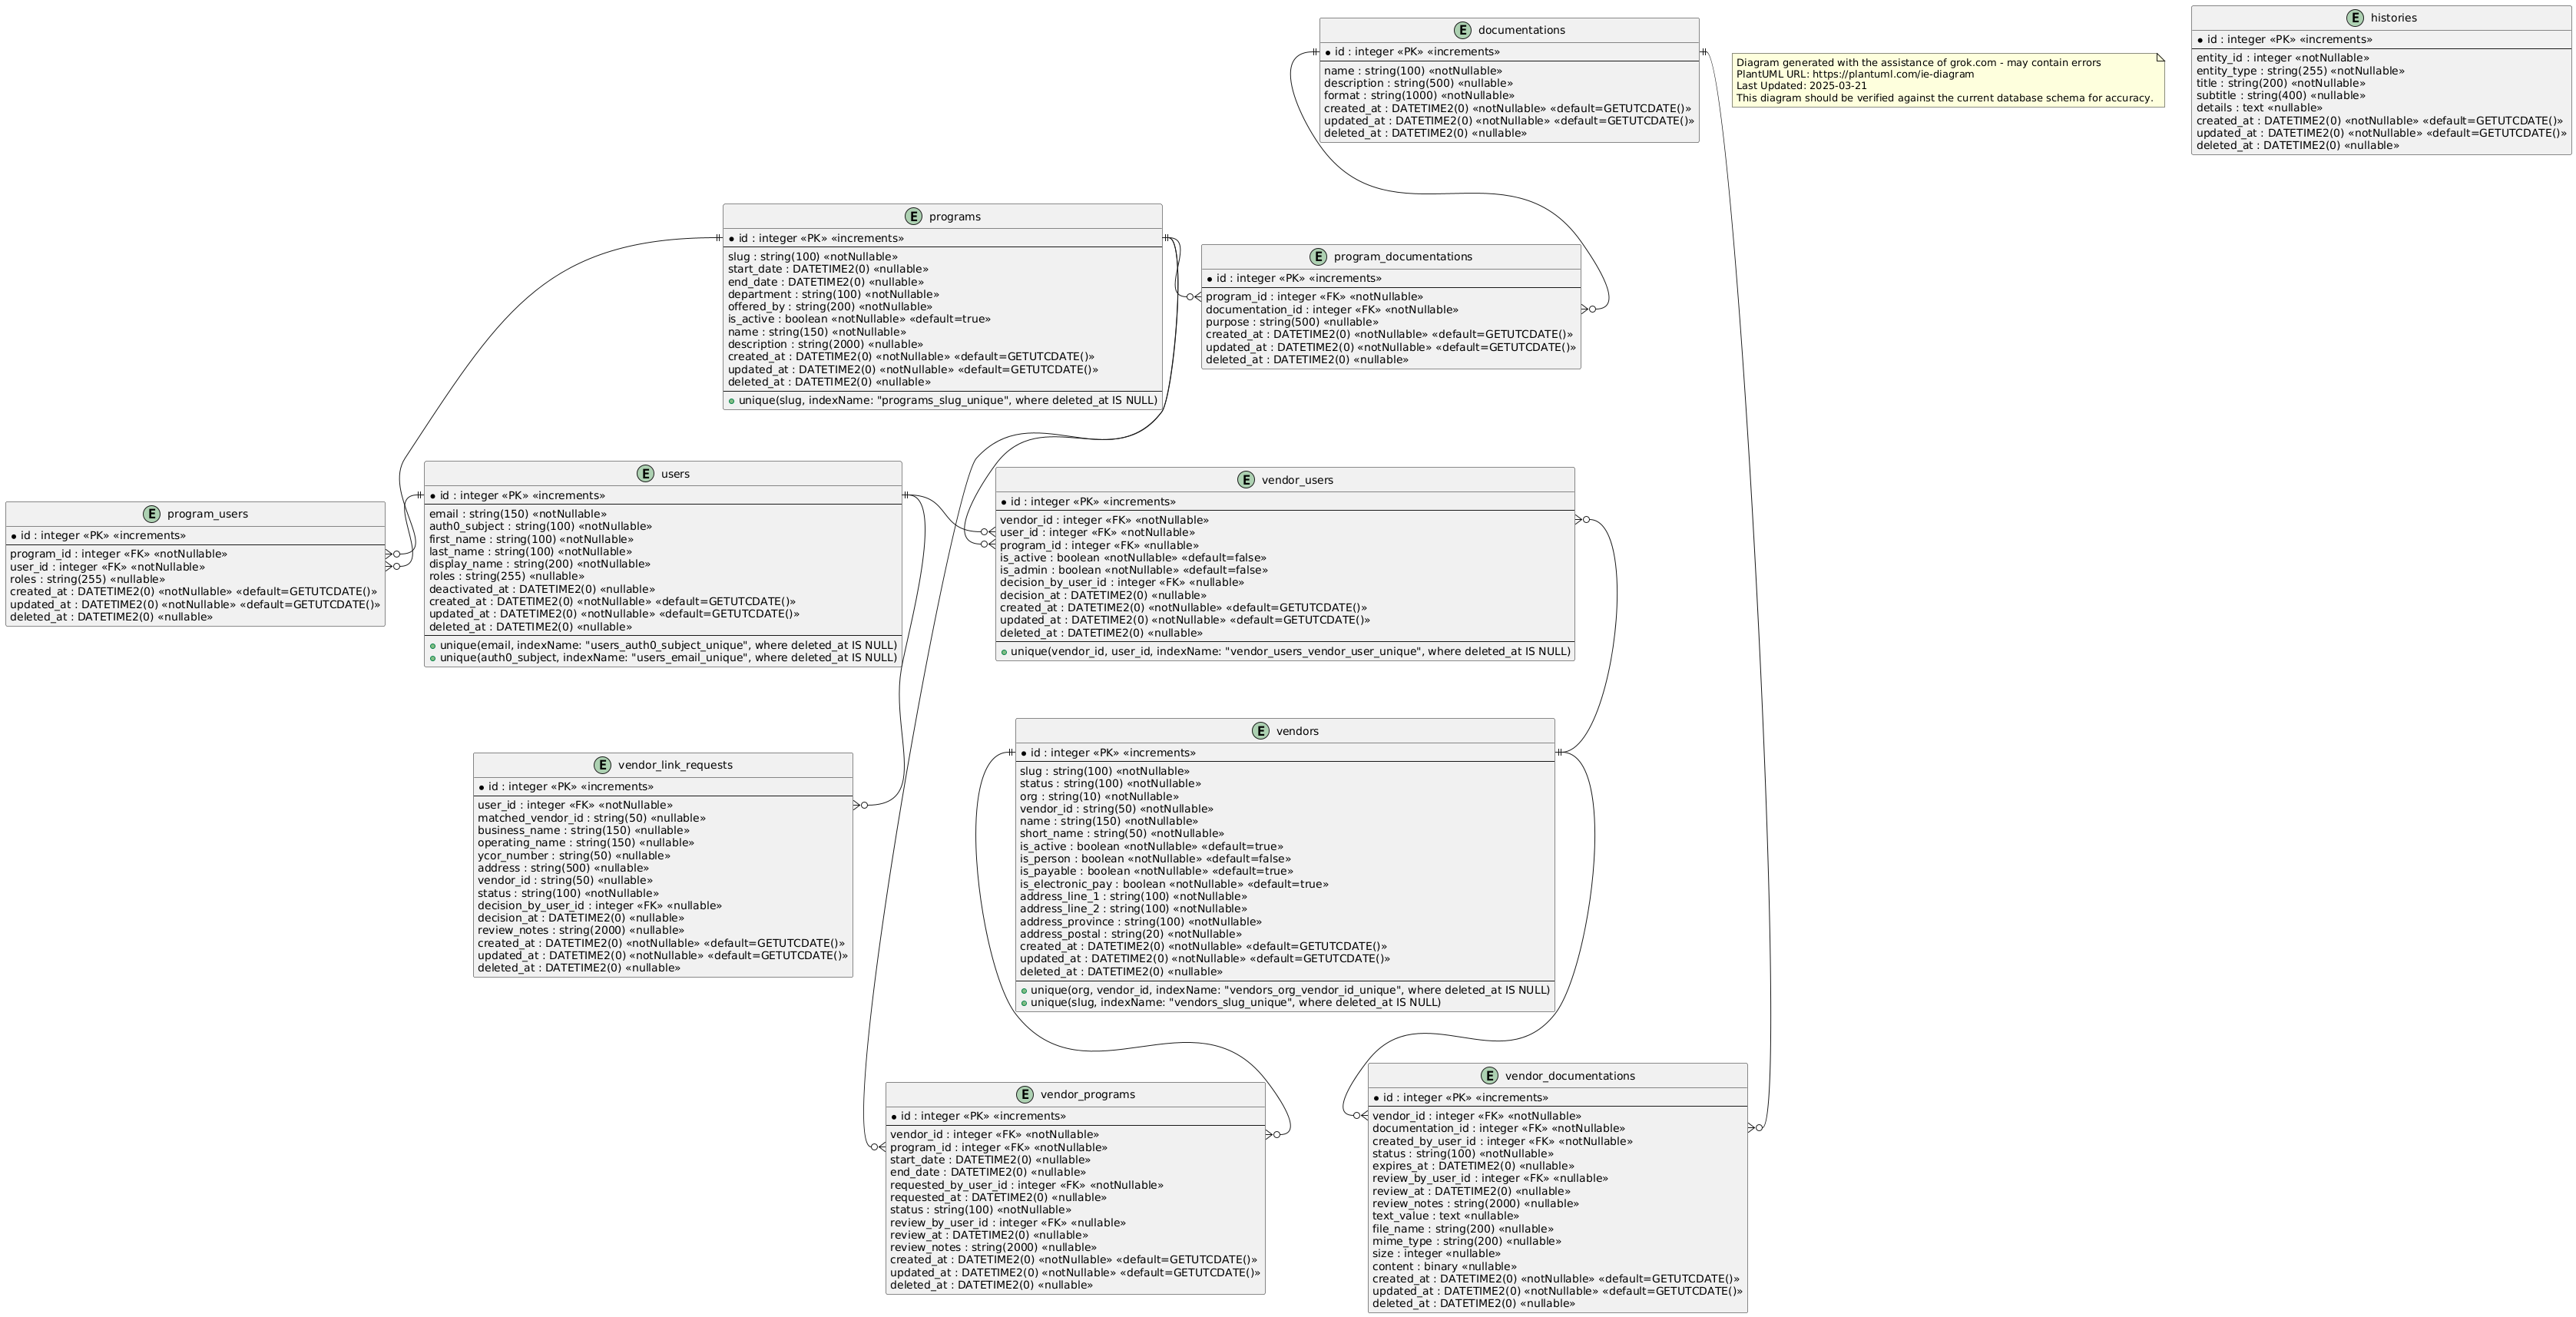 E documentations
id : integer «PK» «increments»
name : string(100) «notNullable»
description : string(500) «nullable»
format : string(1000) «notNullable»
created_at : DATETIME2(0) «notNullable» «default=GETUTCDATE()»
updated_at : DATETIME2(0) «notNullable» «default=GETUTCDATE()»
deleted_at : DATETIME2(0) «nullable»
Diagram generated with the assistance of grok.com - may contain errors
PlantUML URL: https://plantuml.com/ie-diagram
Last Updated: 2025-03-21
This diagram should be verified against the current database schema for accuracy.
E histories
id : integer «PK» «increments»
entity_id : integer «notNullable»
entity_type : string(255) «notNullable»
title : string(200) «notNullable»
subtitle : string(400) «nullable»
details : text «nullable»
created_at : DATETIME2(0) «notNullable» «default=GETUTCDATE()»
updated_at : DATETIME2(0) «notNullable» «default=GETUTCDATE()»
deleted_at : DATETIME2(0) «nullable»
E programs
id : integer «PK» «increments»
slug : string(100) «notNullable»
start_date : DATETIME2(0) «nullable»
end_date : DATETIME2(0) «nullable»
department : string(100) «notNullable»
offered_by : string(200) «notNullable»
is_active : boolean «notNullable» «default=true»
name : string(150) «notNullable»
description : string(2000) «nullable»
created_at : DATETIME2(0) «notNullable» «default=GETUTCDATE()»
updated_at : DATETIME2(0) «notNullable» «default=GETUTCDATE()»
deleted_at : DATETIME2(0) «nullable»
unique(slug, indexName: "programs_slug_unique", where deleted_at IS NULL)
E program_documentations
id : integer «PK» «increments»
program_id : integer «FK» «notNullable»
documentation_id : integer «FK» «notNullable»
purpose : string(500) «nullable»
created_at : DATETIME2(0) «notNullable» «default=GETUTCDATE()»
updated_at : DATETIME2(0) «notNullable» «default=GETUTCDATE()»
deleted_at : DATETIME2(0) «nullable»
E program_users
id : integer «PK» «increments»
program_id : integer «FK» «notNullable»
user_id : integer «FK» «notNullable»
roles : string(255) «nullable»
created_at : DATETIME2(0) «notNullable» «default=GETUTCDATE()»
updated_at : DATETIME2(0) «notNullable» «default=GETUTCDATE()»
deleted_at : DATETIME2(0) «nullable»
E users
id : integer «PK» «increments»
email : string(150) «notNullable»
auth0_subject : string(100) «notNullable»
first_name : string(100) «notNullable»
last_name : string(100) «notNullable»
display_name : string(200) «notNullable»
roles : string(255) «nullable»
deactivated_at : DATETIME2(0) «nullable»
created_at : DATETIME2(0) «notNullable» «default=GETUTCDATE()»
updated_at : DATETIME2(0) «notNullable» «default=GETUTCDATE()»
deleted_at : DATETIME2(0) «nullable»
unique(email, indexName: "users_auth0_subject_unique", where deleted_at IS NULL)
unique(auth0_subject, indexName: "users_email_unique", where deleted_at IS NULL)
E vendor_users
id : integer «PK» «increments»
vendor_id : integer «FK» «notNullable»
user_id : integer «FK» «notNullable»
program_id : integer «FK» «nullable»
is_active : boolean «notNullable» «default=false»
is_admin : boolean «notNullable» «default=false»
decision_by_user_id : integer «FK» «nullable»
decision_at : DATETIME2(0) «nullable»
created_at : DATETIME2(0) «notNullable» «default=GETUTCDATE()»
updated_at : DATETIME2(0) «notNullable» «default=GETUTCDATE()»
deleted_at : DATETIME2(0) «nullable»
unique(vendor_id, user_id, indexName: "vendor_users_vendor_user_unique", where deleted_at IS NULL)
E vendor_link_requests
id : integer «PK» «increments»
user_id : integer «FK» «notNullable»
matched_vendor_id : string(50) «nullable»
business_name : string(150) «nullable»
operating_name : string(150) «nullable»
ycor_number : string(50) «nullable»
address : string(500) «nullable»
vendor_id : string(50) «nullable»
status : string(100) «notNullable»
decision_by_user_id : integer «FK» «nullable»
decision_at : DATETIME2(0) «nullable»
review_notes : string(2000) «nullable»
created_at : DATETIME2(0) «notNullable» «default=GETUTCDATE()»
updated_at : DATETIME2(0) «notNullable» «default=GETUTCDATE()»
deleted_at : DATETIME2(0) «nullable»
E vendors
id : integer «PK» «increments»
slug : string(100) «notNullable»
status : string(100) «notNullable»
org : string(10) «notNullable»
vendor_id : string(50) «notNullable»
name : string(150) «notNullable»
short_name : string(50) «notNullable»
is_active : boolean «notNullable» «default=true»
is_person : boolean «notNullable» «default=false»
is_payable : boolean «notNullable» «default=true»
is_electronic_pay : boolean «notNullable» «default=true»
address_line_1 : string(100) «notNullable»
address_line_2 : string(100) «notNullable»
address_province : string(100) «notNullable»
address_postal : string(20) «notNullable»
created_at : DATETIME2(0) «notNullable» «default=GETUTCDATE()»
updated_at : DATETIME2(0) «notNullable» «default=GETUTCDATE()»
deleted_at : DATETIME2(0) «nullable»
unique(org, vendor_id, indexName: "vendors_org_vendor_id_unique", where deleted_at IS NULL)
unique(slug, indexName: "vendors_slug_unique", where deleted_at IS NULL)
E vendor_programs
id : integer «PK» «increments»
vendor_id : integer «FK» «notNullable»
program_id : integer «FK» «notNullable»
start_date : DATETIME2(0) «nullable»
end_date : DATETIME2(0) «nullable»
requested_by_user_id : integer «FK» «notNullable»
requested_at : DATETIME2(0) «nullable»
status : string(100) «notNullable»
review_by_user_id : integer «FK» «nullable»
review_at : DATETIME2(0) «nullable»
review_notes : string(2000) «nullable»
created_at : DATETIME2(0) «notNullable» «default=GETUTCDATE()»
updated_at : DATETIME2(0) «notNullable» «default=GETUTCDATE()»
deleted_at : DATETIME2(0) «nullable»
E vendor_documentations
id : integer «PK» «increments»
vendor_id : integer «FK» «notNullable»
documentation_id : integer «FK» «notNullable»
created_by_user_id : integer «FK» «notNullable»
status : string(100) «notNullable»
expires_at : DATETIME2(0) «nullable»
review_by_user_id : integer «FK» «nullable»
review_at : DATETIME2(0) «nullable»
review_notes : string(2000) «nullable»
text_value : text «nullable»
file_name : string(200) «nullable»
mime_type : string(200) «nullable»
size : integer «nullable»
content : binary «nullable»
created_at : DATETIME2(0) «notNullable» «default=GETUTCDATE()»
updated_at : DATETIME2(0) «notNullable» «default=GETUTCDATE()»
deleted_at : DATETIME2(0) «nullable»